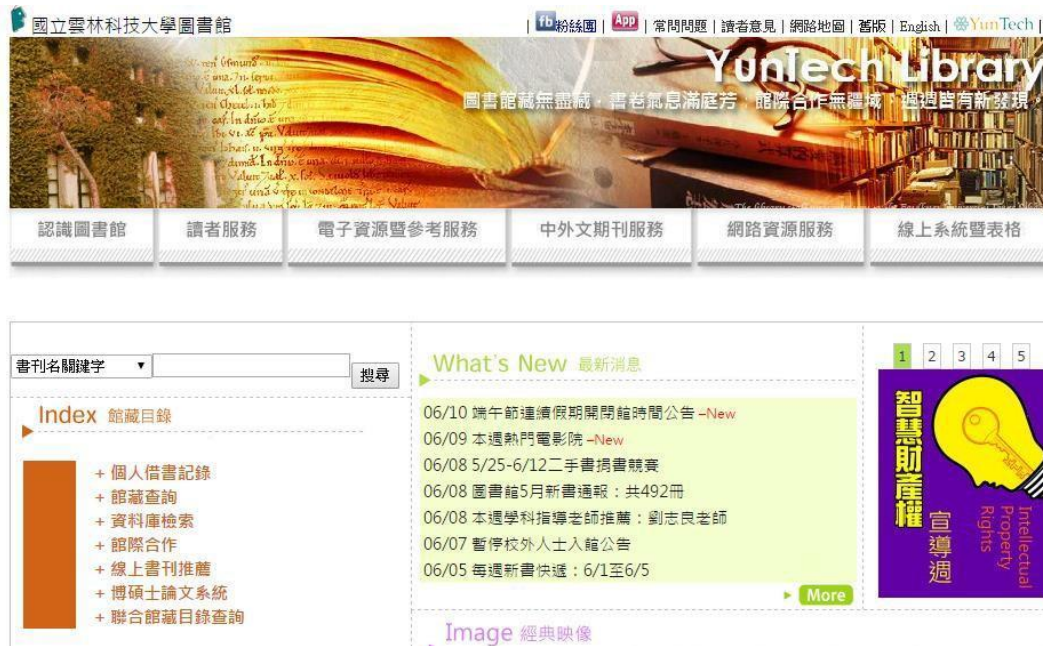 國立雲林科技大學圖書館
| fb粉絲團 | App | 常問問題 | 讀者意見 | 網路地圖 | 舊版 | English | YunTech |
YunTech Library
圖書館藏無盡藏，書卷氣息滿庭芳，館際合作無疆域，週週皆有新發現，
認識圖書館 讀者服務 電子資源暨參考服務 中外文期刊服務 網路資源服務 線上系統暨表格
書刊名關鍵字 ▼ 搜尋
Index 館藏目錄
+ 個人借書記錄
+ 館藏查詢
+ 資料庫檢索
+ 館際合作
+ 線上書刊推薦
+ 博碩士論文系統
+ 聯合館藏目錄查詢
What's New 最新消息
06/10 端午節連續假期開閉館時間公告 –New
06/09 本週熱門電影院 –New
06/08 5/25-6/12二手書捐書競賽
06/08 圖書館5月新書通報：共492冊
06/08 本週學科指導老師推薦：劉志良老師
06/07 暫停校外人士入館公告
06/05 每週新書快遞：6/1至6/5
More
Image 經典映像
1 2 3 4 5
智慧財產權
宣導週
Intellectual
Property
Rights